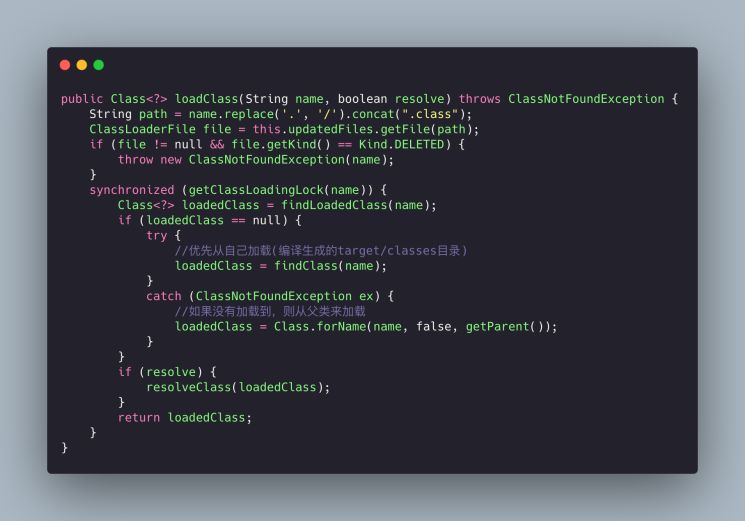 public Class<?> loadClass(String name, boolean resolve) throws ClassNotFoundException {
    String path = name.replace('.', '/').concat(".class");
    ClassLoaderFile file = this.updatedFiles.getFile(path);
    if (file != null && file.getKind() == Kind.DELETED) {
        throw new ClassNotFoundException(name);
    }
    synchronized (getClassLoadingLock(name)) {
        Class<?> loadedClass = findLoadedClass(name);
        if (loadedClass == null) {
            try {
                //优先从自己加载(编译生成的target/classes目录)
                loadedClass = findClass(name);
            }
            catch (ClassNotFoundException ex) {
                //如果没有加载到，则从父类来加载
                loadedClass = Class.forName(name, false, getParent());
            }
        }
        if (resolve) {
            resolveClass(loadedClass);
        }
        return loadedClass;
    }
}